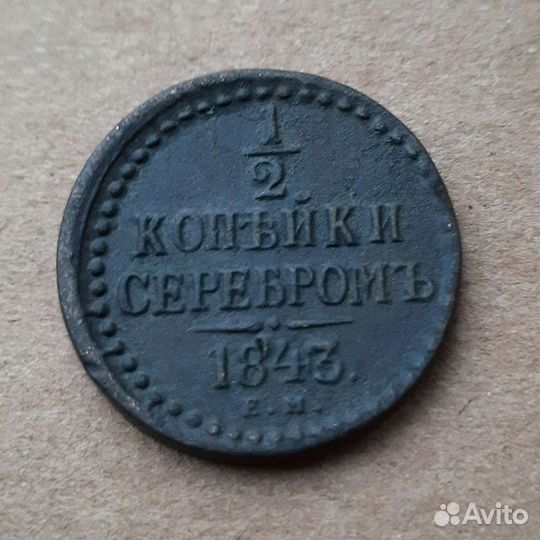 1/2
КОПѢЙКИ
СЕРЕБРОМЪ
1843.
Е.М.
Avito